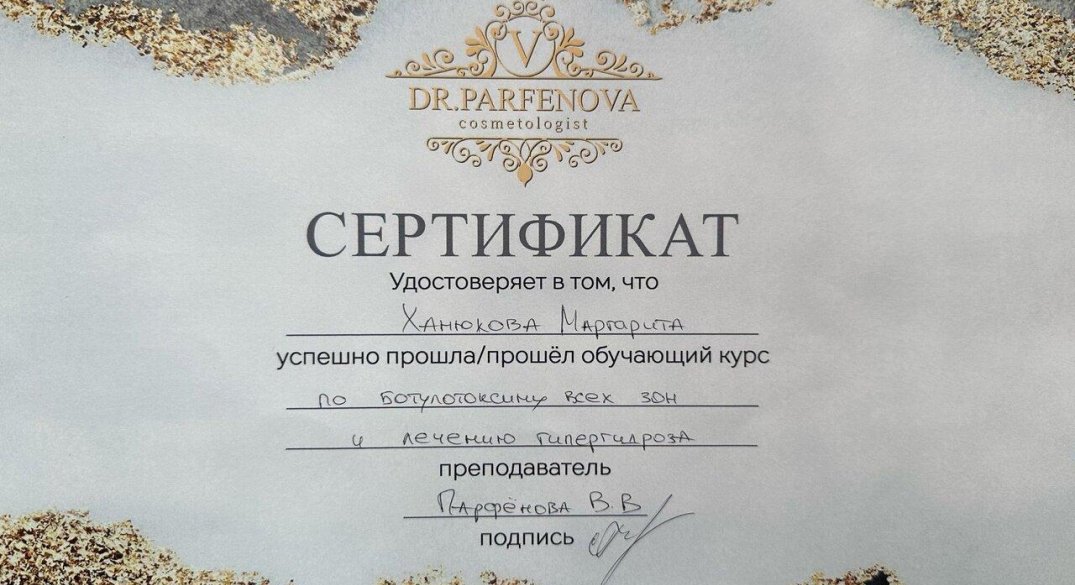 V
DR.PARFENOVA
cosmetologist
СЕРТИФИКАТ
Удостоверяет в том, что
Ханюкова Маргарита
успешно прошла/прошёл обучающий курс
по ботулотоксину всех зон
и лечению гипергидроза
преподаватель
Парфёнова В.В
подпись